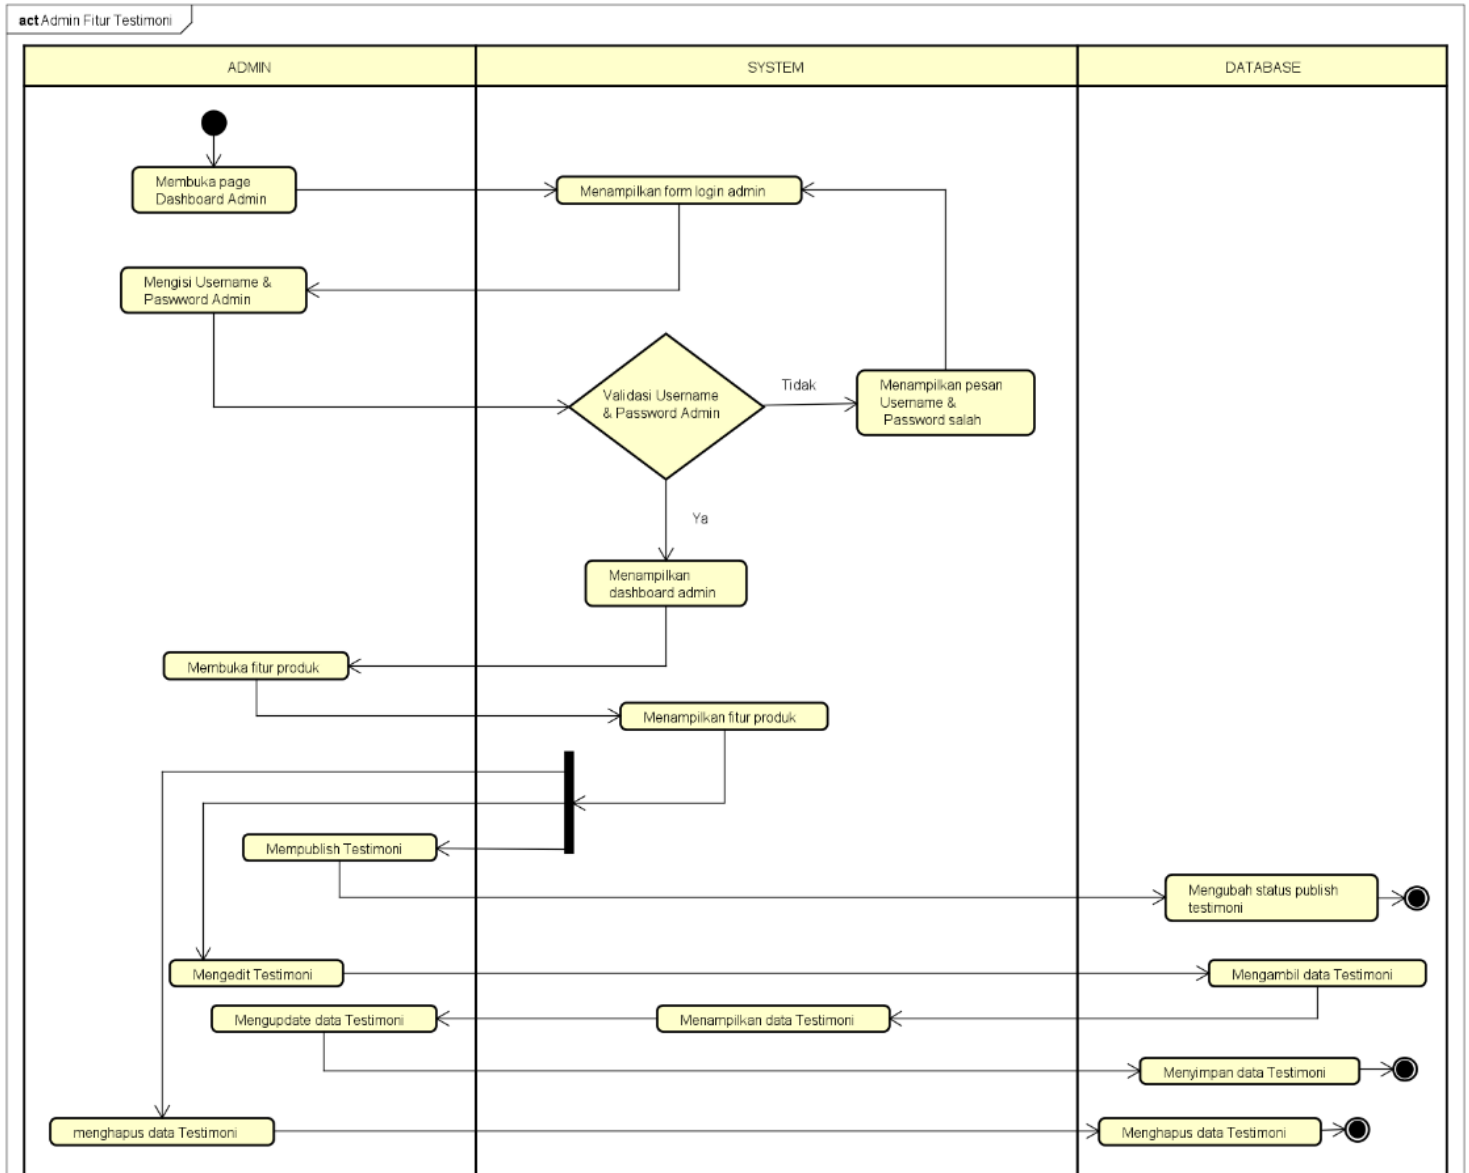 act Admin Fitur Testimoni
ADMIN
SYSTEM
DATABASE
Membuka page
Dashboard Admin
Menampilkan form login admin
Mengisi Username &
Paswword Admin
Validasi Username
& Password Admin
Tidak
Menampilkan pesan
Username &
Password salah
Ya
Menampilkan
dashboard admin
Membuka fitur produk
Menampilkan fitur produk
Mempublish Testimoni
Mengubah status publish
testimoni
Mengedit Testimoni
Mengambil data Testimoni
Mengupdate data Testimoni
Menampilkan data Testimoni
Menyimpan data Testimoni
menghapus data Testimoni
Menghapus data Testimoni